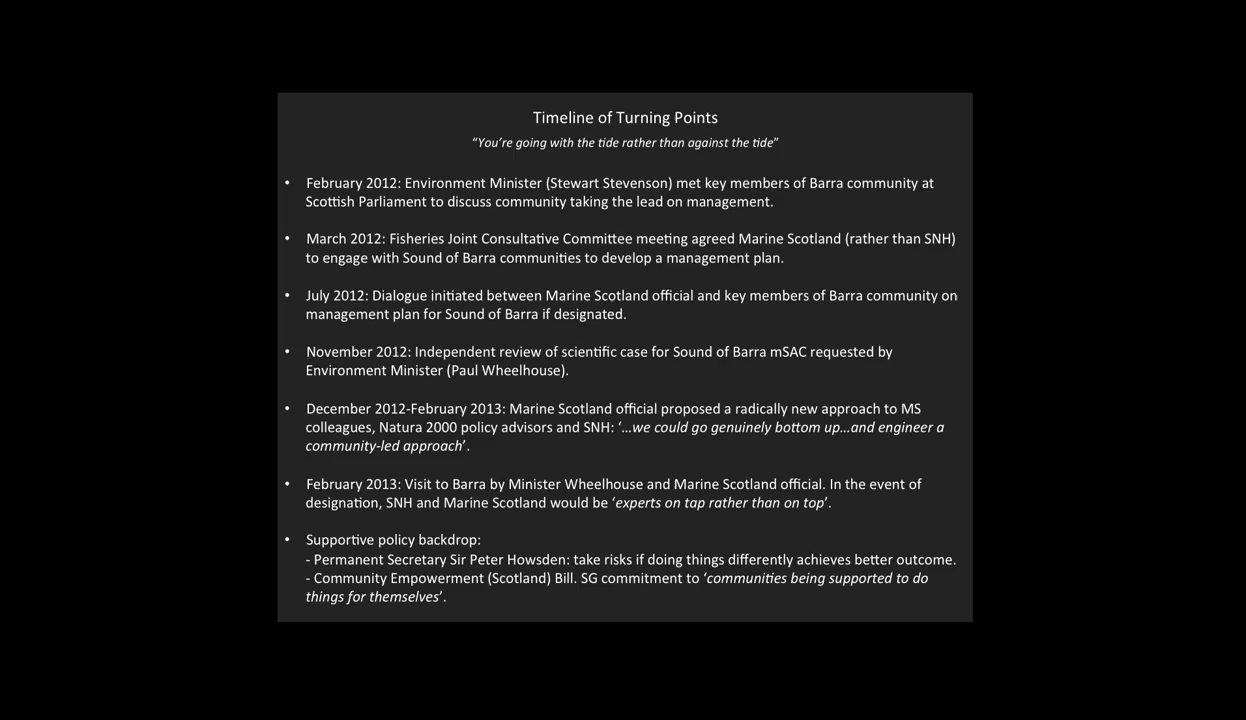 Timeline of Turning Points
“You’re going with the tide rather than against the tide”
• February 2012: Environment Minister (Stewart Stevenson) met key members of Barra community at
Scottish Parliament to discuss community taking the lead on management.
• March 2012: Fisheries Joint Consultative Committee meeting agreed Marine Scotland (rather than SNH)
to engage with Sound of Barra communities to develop a management plan.
• July 2012: Dialogue initiated between Marine Scotland official and key members of Barra community on
management plan for Sound of Barra if designated.
• November 2012: Independent review of scientific case for Sound of Barra mSAC requested by
Environment Minister (Paul Wheelhouse).
• December 2012-February 2013: Marine Scotland official proposed a radically new approach to MS
colleagues, Natura 2000 policy advisors and SNH: ‘…we could go genuinely bottom up…and engineer a
community-led approach’.
• February 2013: Visit to Barra by Minister Wheelhouse and Marine Scotland official. In the event of
designation, SNH and Marine Scotland would be ‘experts on tap rather than on top’.
• Supportive policy backdrop:
- Permanent Secretary Sir Peter Howsden: take risks if doing things differently achieves better outcome.
- Community Empowerment (Scotland) Bill. SG commitment to ‘communities being supported to do
things for themselves’.